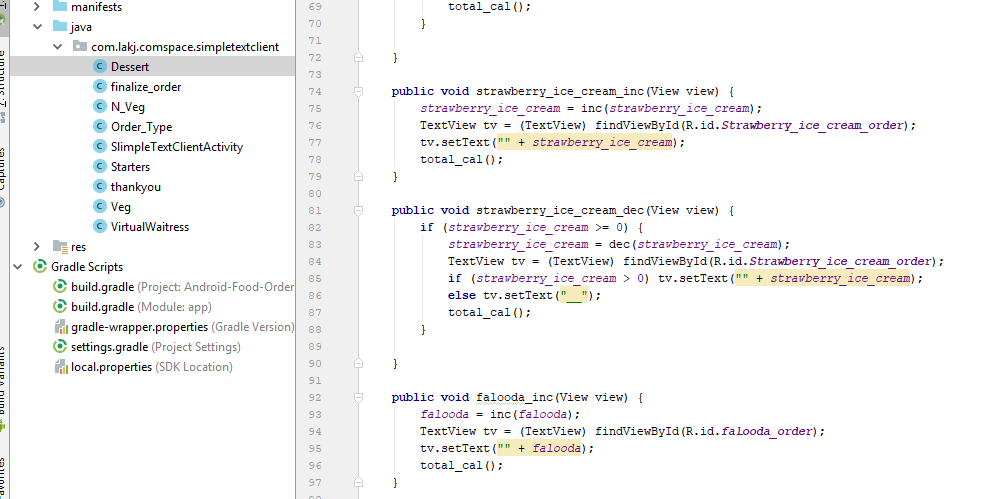 manifests
java
com.lakj.comspace.simpletextclient
Dessert
finalize_order
N_Veg
Order_Type
SlimpleTextClientActivity
Starters
thankyou
Veg
VirtualWaitress
res
Gradle Scripts
build.gradle (Project: Android-Food-Order
build.gradle (Module: app)
gradle-wrapper.properties (Gradle Version)
settings.gradle (Project Settings)
local.properties (SDK Location)
Z: Structure
Captures
Build Variants
Favorites
69 total_cal();
70 }
71
72 }
73
74 public void strawberry_ice_cream_inc(View view) {
75 strawberry_ice_cream = inc(strawberry_ice_cream);
76 TextView tv = (TextView) findViewById(R.id.Strawberry_ice_cream_order);
77 tv.setText("" + strawberry_ice_cream);
78 total_cal();
79 }
80
81 public void strawberry_ice_cream_dec(View view) {
82 if (strawberry_ice_cream >= 0) {
83 strawberry_ice_cream = dec(strawberry_ice_cream);
84 TextView tv = (TextView) findViewById(R.id.Strawberry_ice_cream_order);
85 if (strawberry_ice_cream > 0) tv.setText("" + strawberry_ice_cream);
86 else tv.setText("__");
87 total_cal();
88 }
89
90 }
91
92 public void falooda_inc(View view) {
93 falooda = inc(falooda);
94 TextView tv = (TextView) findViewById(R.id.falooda_order);
95 tv.setText("" + falooda);
96 total_cal();
97 }